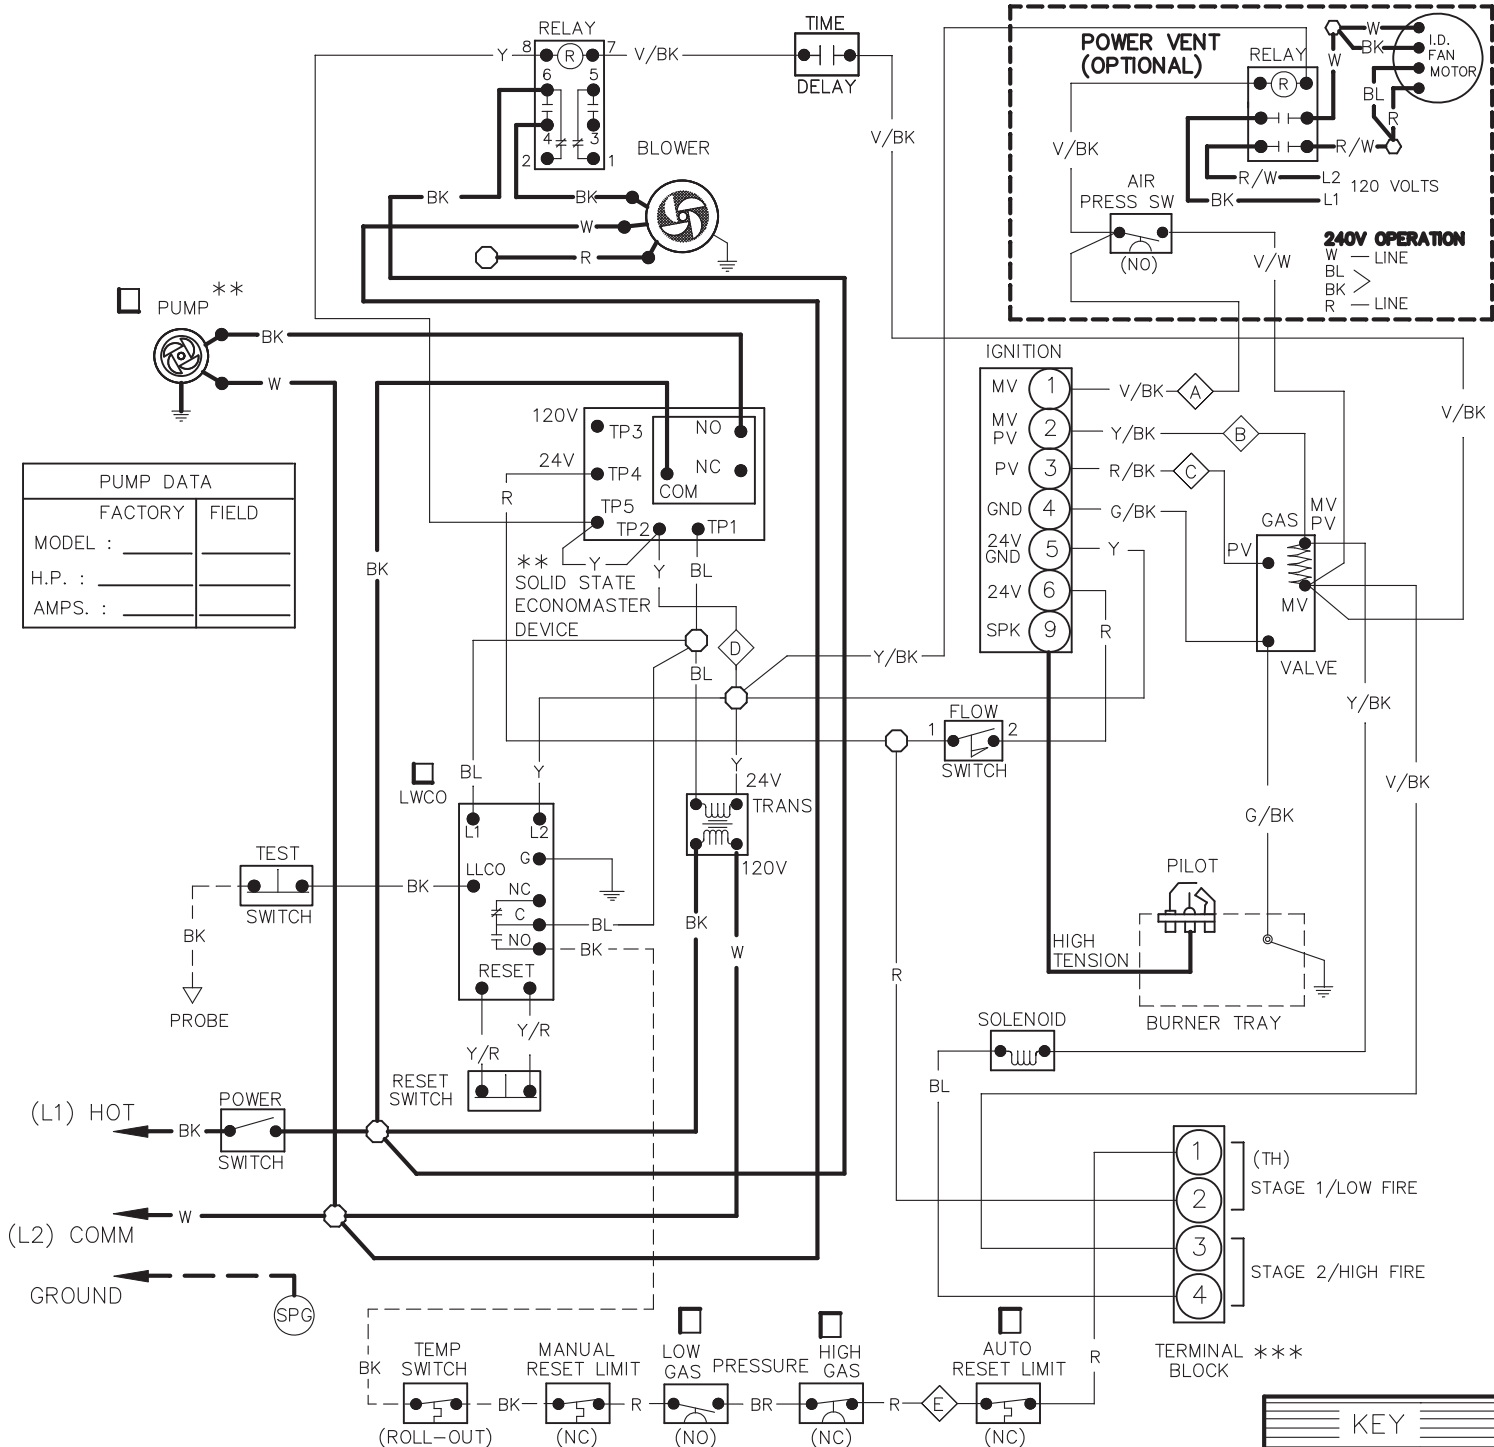 RELAY
Y 8 R 7 V/BK
6 5
4 3
2 1
TIME
DELAY
V/BK
BLOWER
BK BK
W
R
POWER VENT
(OPTIONAL)
RELAY
R
W
BK
W
I.D.
FAN
MOTOR
BL
R
R/W
R/W L2
120 VOLTS
BK L1
V/BK
AIR
PRESS SW
(NO)
V/W
240V OPERATION
W — LINE
BL
BK
R — LINE
PUMP **
BK
W
PUMP DATA
FACTORY FIELD
MODEL :
H.P. :
AMPS. :
120V TP3
24V TP4
TP5
TP2 TP1
NO
NC
COM
R
BK
Y
Y
BL
** SOLID STATE
ECONOMASTER
DEVICE
D
BL
Y/BK
IGNITION
MV 1 V/BK A
MV
PV 2 Y/BK B
PV 3 R/BK C
GND 4 G/BK
24V
GND 5 Y
24V 6
SPK 9
R
V/BK
GAS
MV
PV
PV
MV
VALVE
Y/BK
V/BK
G/BK
FLOW
1 2
SWITCH
BL
Y
LWCO
L1 L2
G
LLCO
NC
C
NO
RESET
BL
BK
Y
24V
TRANS
120V
BK
W
TEST
SWITCH
BK
BK
PROBE
Y/R
Y/R
RESET
SWITCH
PILOT
HIGH
TENSION
BURNER TRAY
R
SOLENOID
BL
(L1) HOT
BK
POWER
SWITCH
(L2) COMM
W
GROUND
SPG
1
2
3
4
(TH)
STAGE 1/LOW FIRE
STAGE 2/HIGH FIRE
TERMINAL ***
BLOCK
BK
TEMP
SWITCH
(ROLL-OUT)
BK
MANUAL
RESET LIMIT
(NC)
R
LOW
GAS
(NO)
PRESSURE
BR
HIGH
GAS
(NC)
R
E
AUTO
RESET LIMIT
(NC)
R
KEY